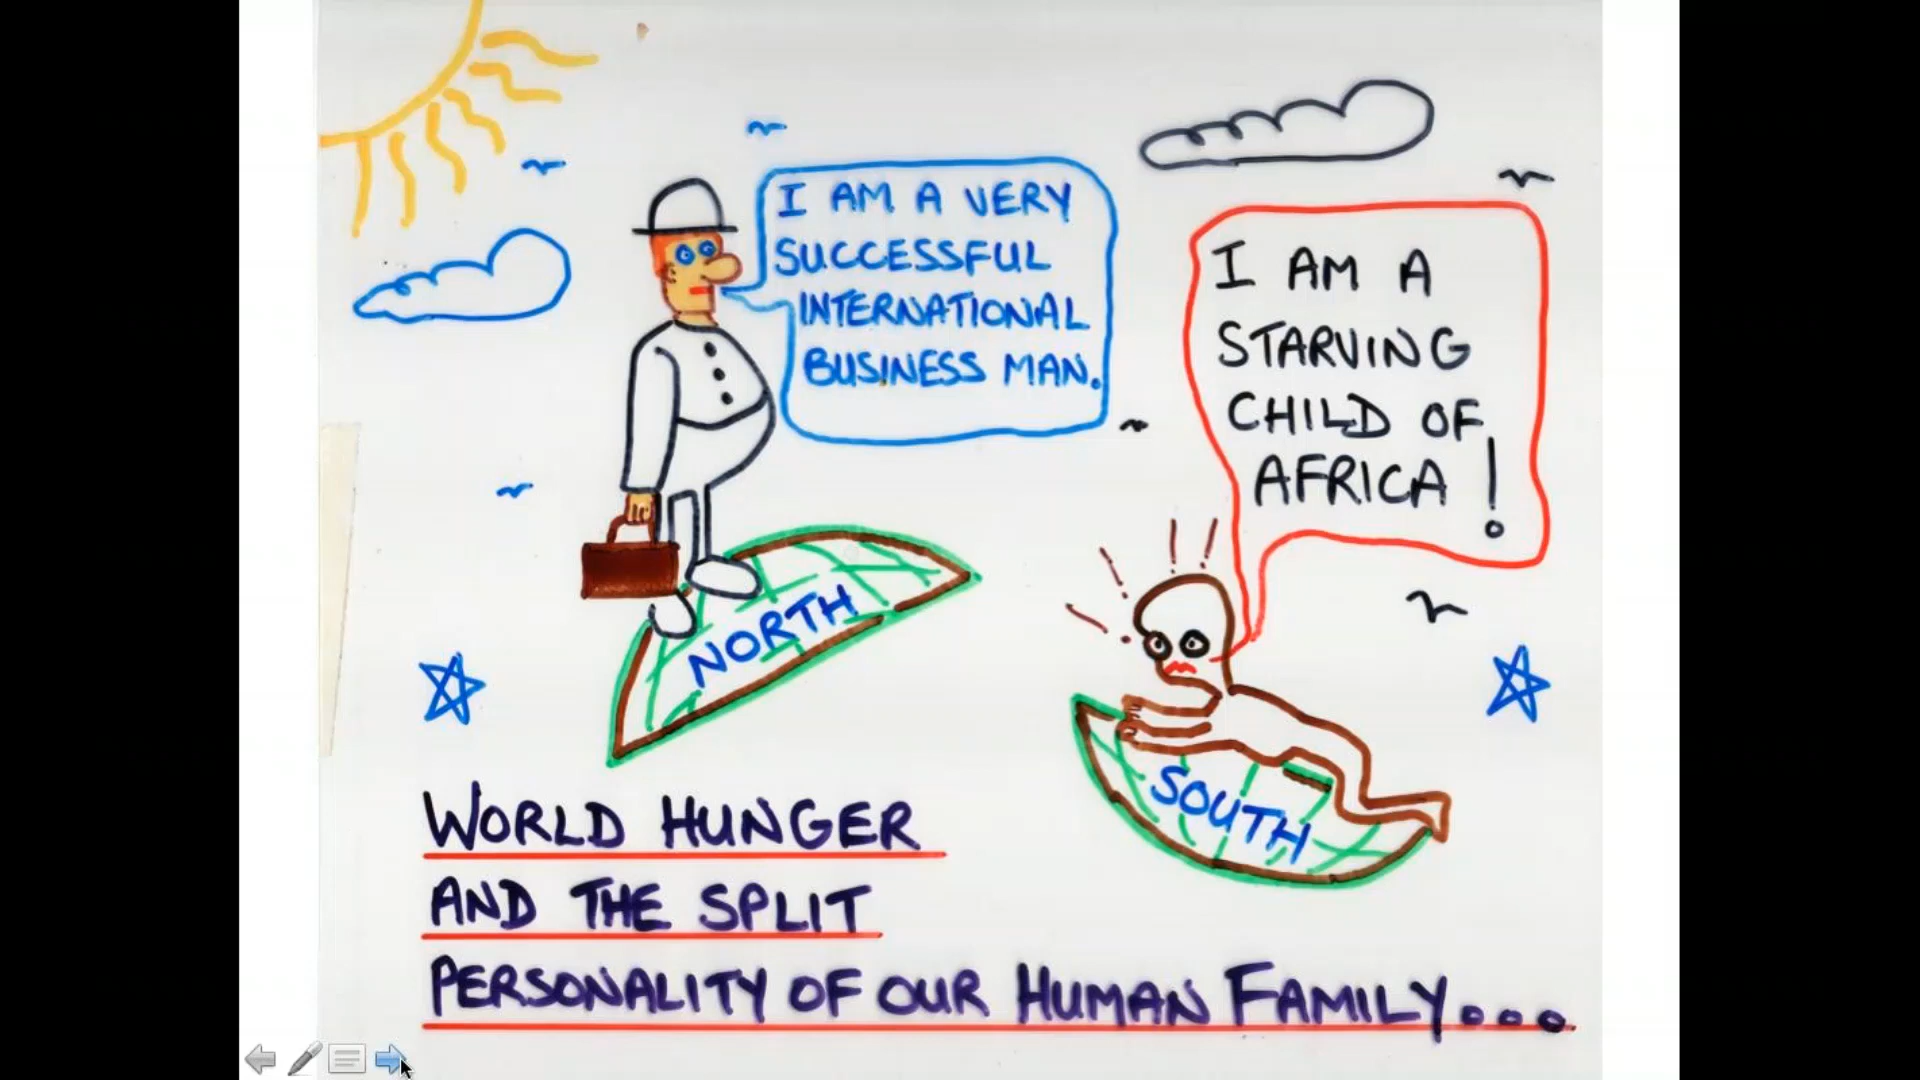 I AM A VERY
SUCCESSFUL
INTERNATIONAL
BUSINESS MAN.
I AM A
STARVING
CHILD OF
AFRICA!
NORTH
SOUTH
WORLD HUNGER
AND THE SPLIT
PERSONALITY OF OUR HUMAN FAMILY...